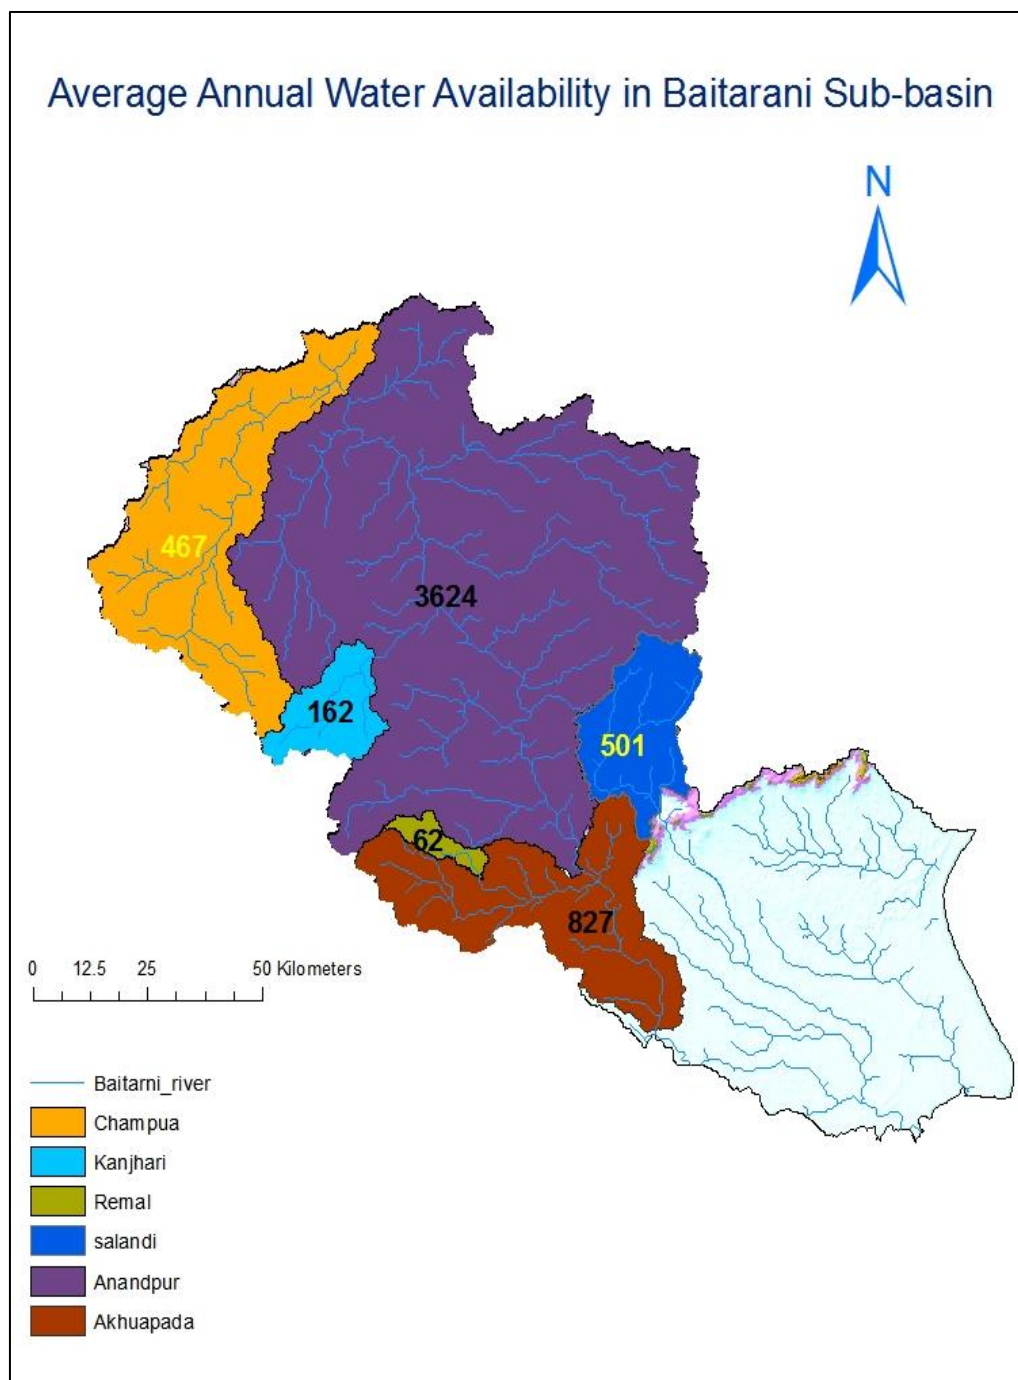 Average Annual Water Availability in Baitarani Sub-basin
N
467
3624
162
501
62
827
0 12.5 25 50 Kilometers
Baitarni_river
Champua
Kanjhari
Remal
salandi
Anandpur
Akhuapada